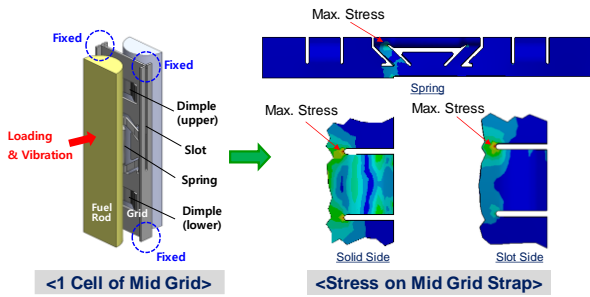 Fixed
Fixed
Dimple
(upper)
Loading
& Vibration
Slot
Spring
Dimple
(lower)
Fuel
Rod
Grid
Fixed
<1 Cell of Mid Grid>
Max. Stress
Spring
Max. Stress
Max. Stress
Solid Side
Slot Side
<Stress on Mid Grid Strap>